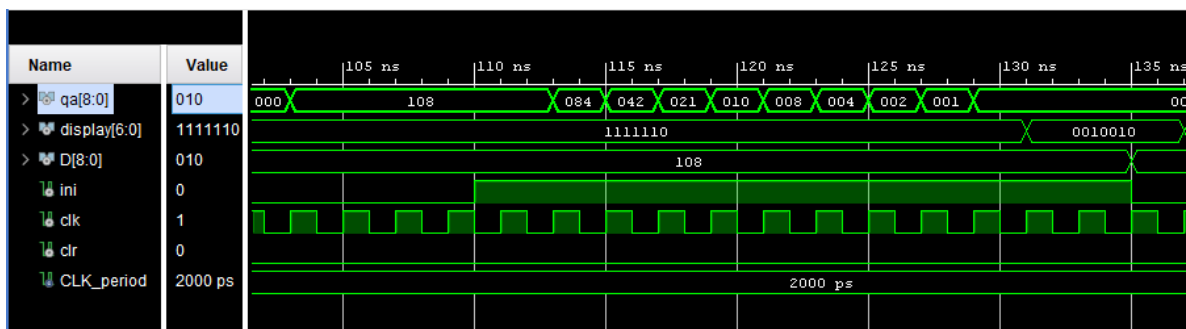 Name Value |105 ns |110 ns |115 ns |120 ns |125 ns |130 ns |135 ns
> qa[8:0] 010 000 108 084 042 021 010 008 004 002 001
> display[6:0] 1111110 1111110 0010010
> D[8:0] 010 108
ini 0
clk 1
clr 0
CLK_period 2000 ps 2000 ps